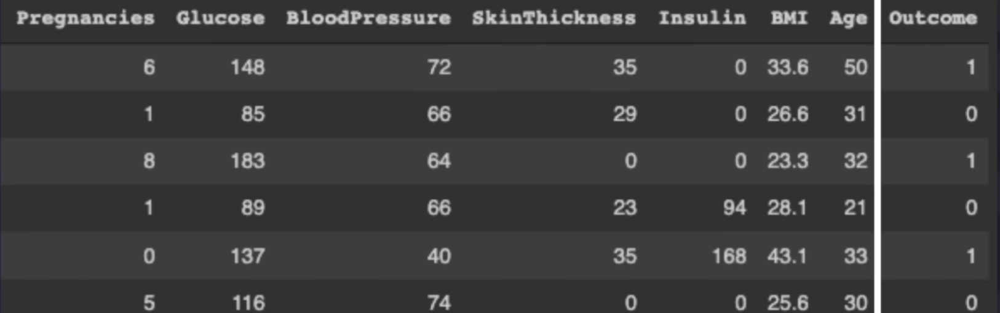 Pregnancies Glucose BloodPressure SkinThickness Insulin BMI Age Outcome
6 148 72 35 0 33.6 50 1
1 85 66 29 0 26.6 31 0
8 183 64 0 0 23.3 32 1
1 89 66 23 94 28.1 21 0
0 137 40 35 168 43.1 33 1
5 116 74 0 0 25.6 30 0